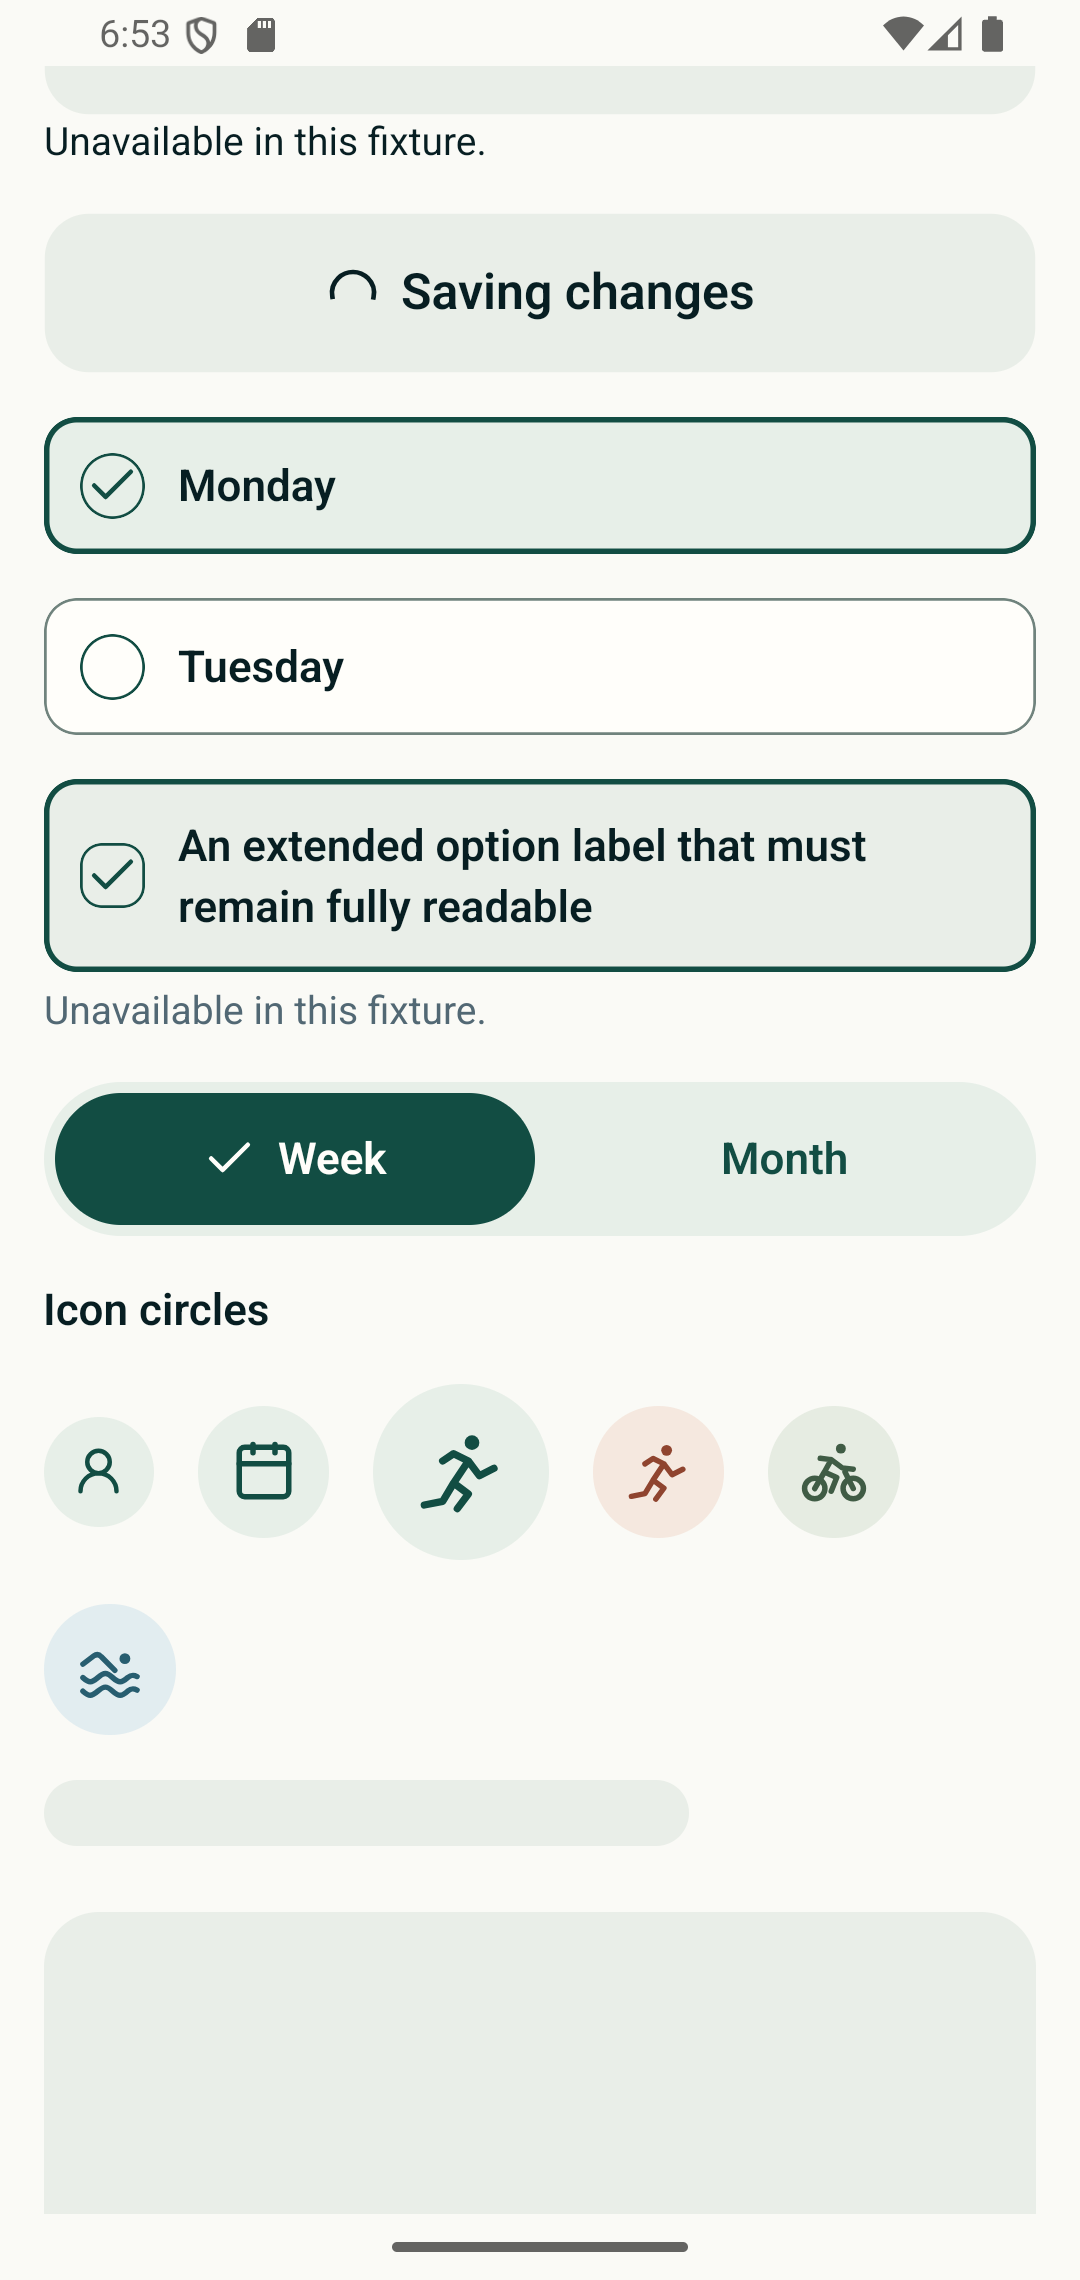 6:53
Unavailable in this fixture.
Saving changes
Monday
Tuesday
An extended option label that must
remain fully readable
Unavailable in this fixture.
Week
Month
Icon circles